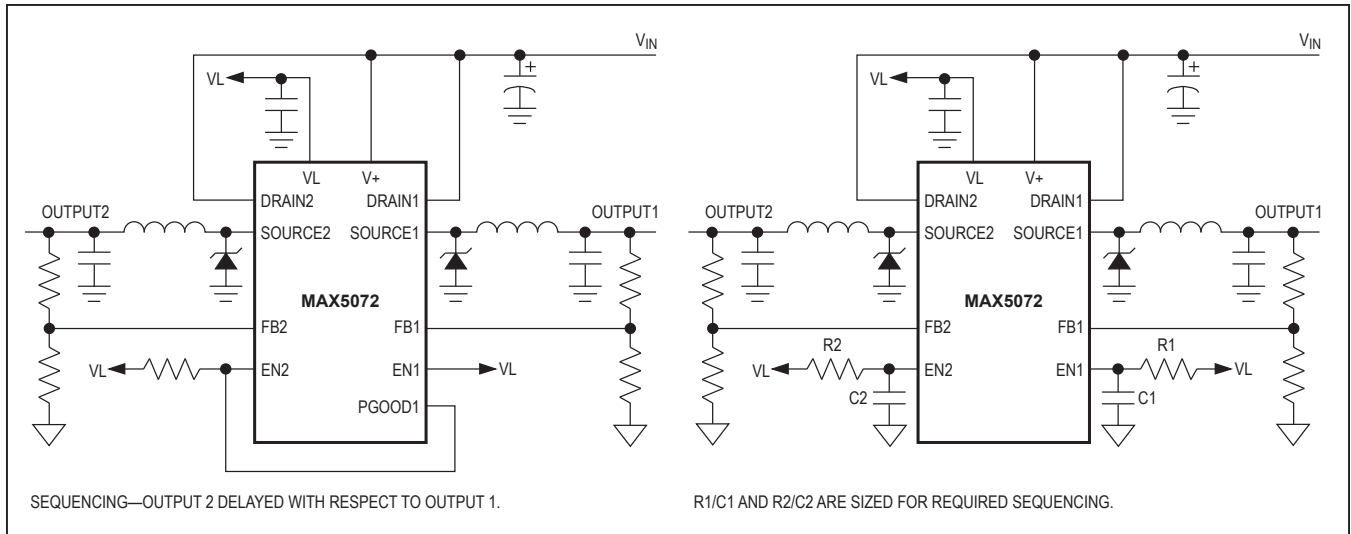 VIN
VL
VL
V+
DRAIN2
DRAIN1
OUTPUT2
OUTPUT1
SOURCE2
SOURCE1
MAX5072
FB2
FB1
VL
EN2
EN1
VL
PGOOD1
SEQUENCING—OUTPUT 2 DELAYED WITH RESPECT TO OUTPUT 1.
VIN
VL
VL
V+
DRAIN2
DRAIN1
OUTPUT2
OUTPUT1
SOURCE2
SOURCE1
MAX5072
FB2
FB1
R2
R1
VL
EN2
EN1
VL
C2
C1
R1/C1 AND R2/C2 ARE SIZED FOR REQUIRED SEQUENCING.